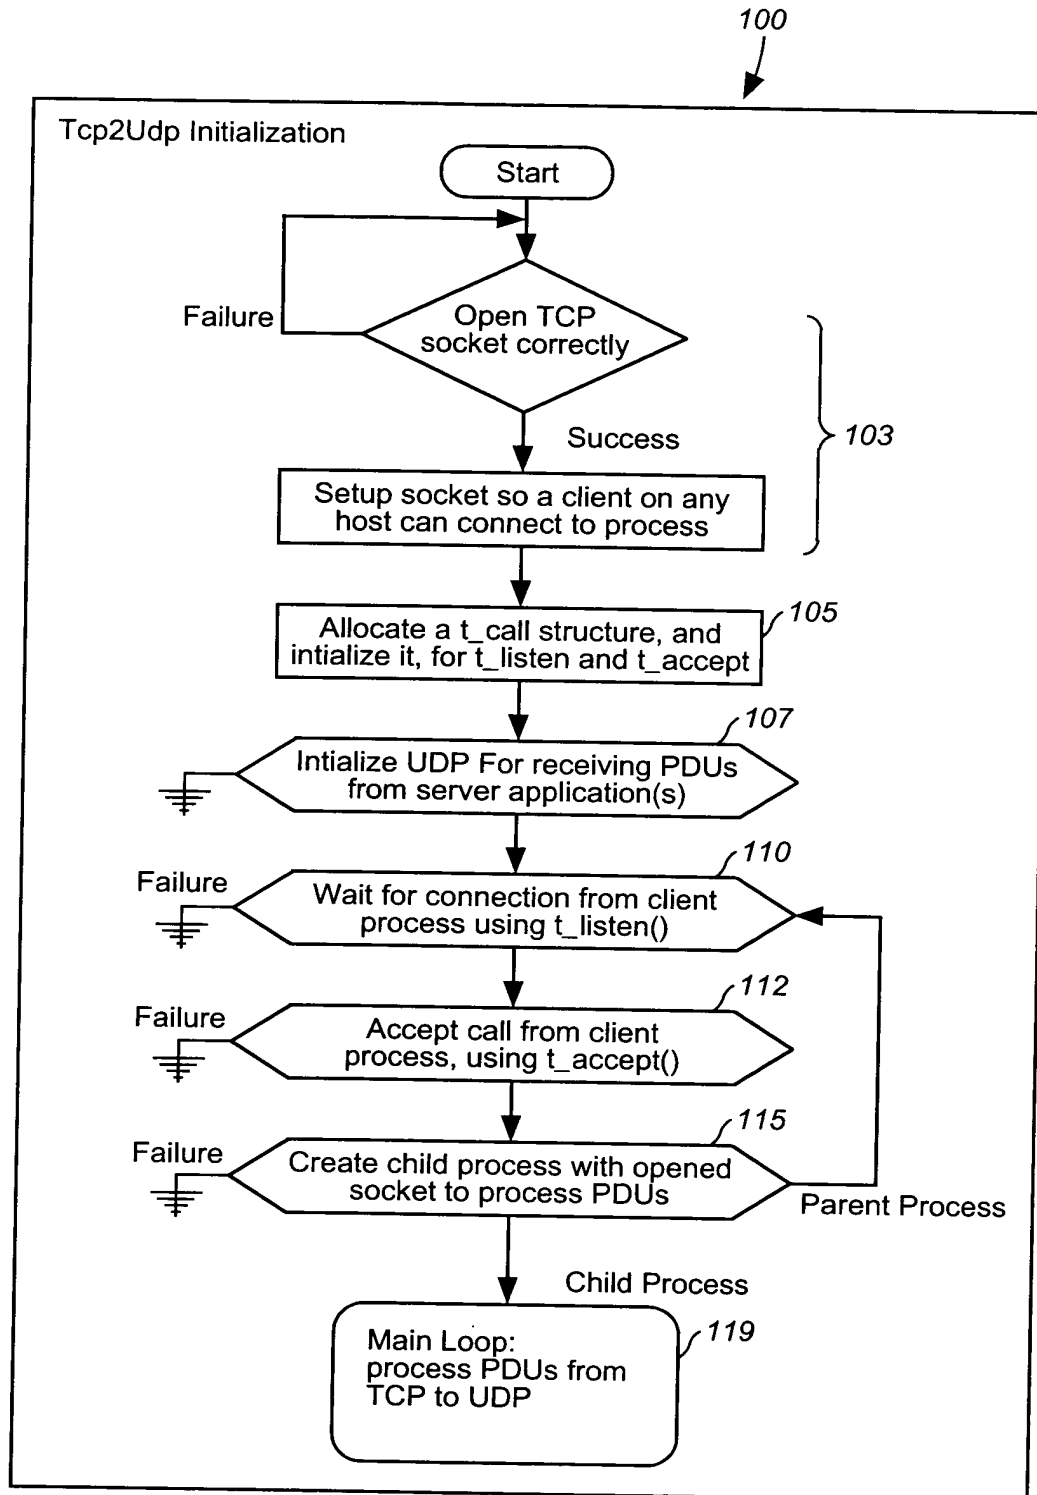 100
Tcp2Udp Initialization
Start
Failure
Open TCP
socket correctly
103
Success
Setup socket so a client on any
host can connect to process
105
Allocate a t_call structure, and
intialize it, for t_listen and t_accept
107
Intialize UDP For receiving PDUs
from server application(s)
110
Failure
Wait for connection from client
process using t_listen()
112
Failure
Accept call from client
process, using t_accept()
115
Failure
Create child process with opened
socket to process PDUs
Parent Process
Child Process
119
Main Loop:
process PDUs from
TCP to UDP